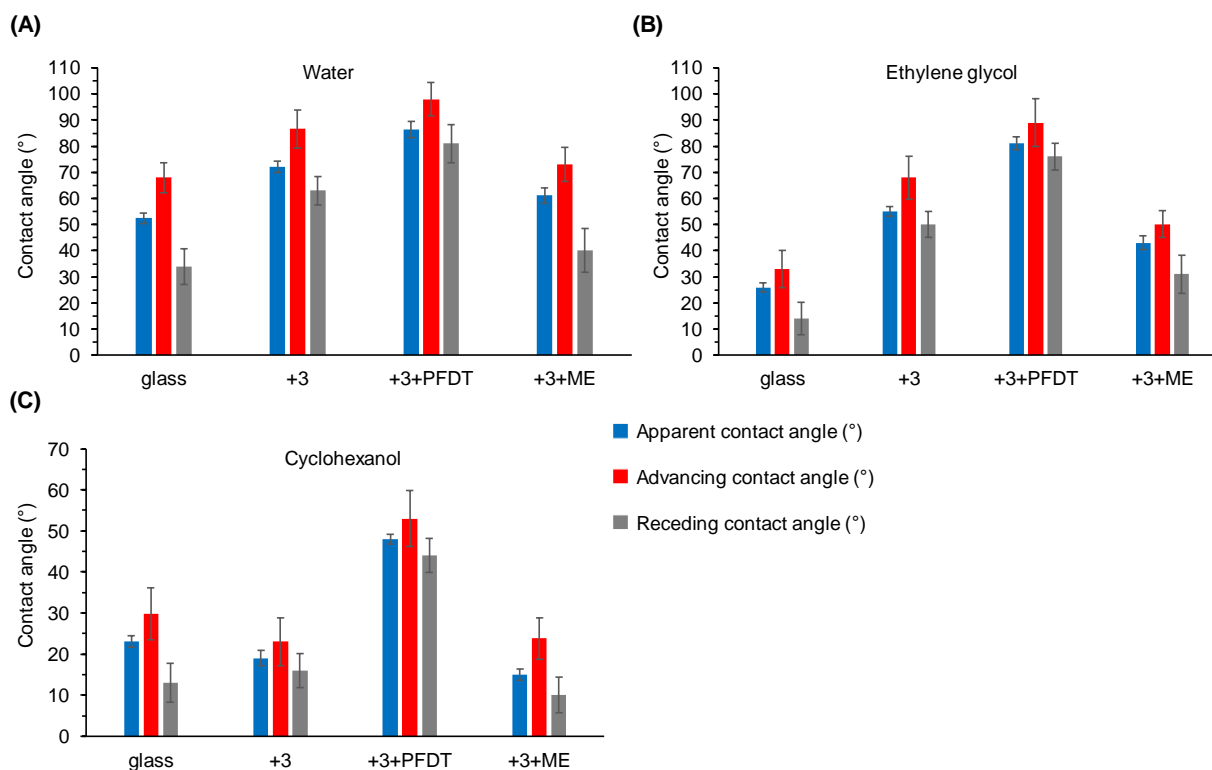 (A)
Water
Contact angle (°)
110
100
90
80
70
60
50
40
30
20
10
0
glass +3 +3+PFDT +3+ME
(B)
Ethylene glycol
Contact angle (°)
110
100
90
80
70
60
50
40
30
20
10
0
glass +3 +3+PFDT +3+ME
(C)
Cyclohexanol
Contact angle (°)
70
60
50
40
30
20
10
0
glass +3 +3+PFDT +3+ME
Apparent contact angle (°)
Advancing contact angle (°)
Receding contact angle (°)